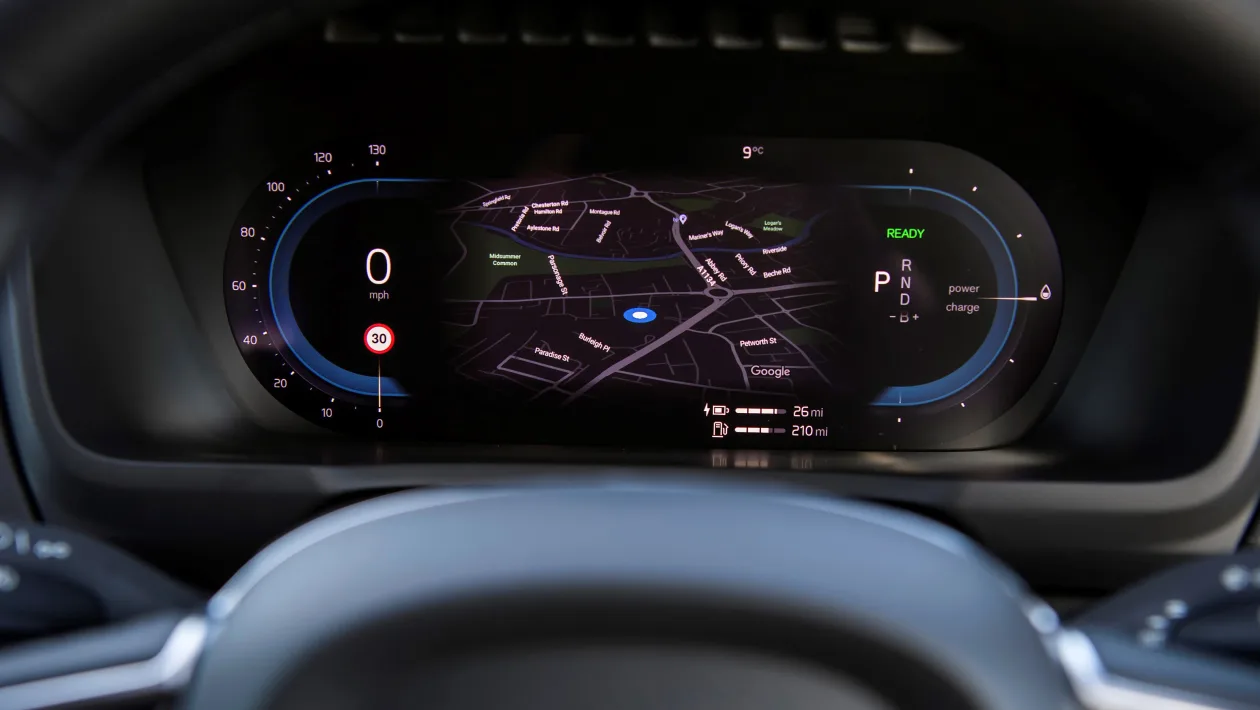 130
120
100
80
60
40
20
10
0
0
mph
30
9°C
Springfield Rd
Chesterton Rd
Hamilton Rd
Montague Rd
Aylestone Rd
Belvoir Rd
Logan's Way
Logan's
Meadow
Mariner's Way
Riverside
Midsummer
Common
Parsonage St
Abbey Rd
Priory Rd
Beche Rd
A1134
Burleigh Pl
Paradise St
Petworth St
Google
26 mi
210 mi
READY
P
R
N
D
- B +
power
charge